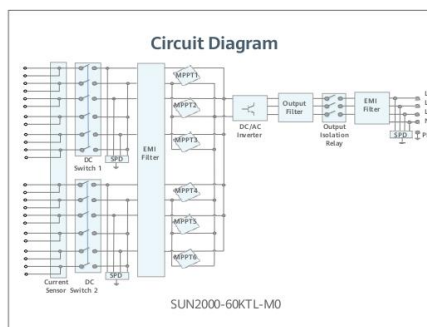 Circuit Diagram
MPPT1
MPPT2
MPPT3
MPPT4
MPPT5
MPPT6
EMI
Filter
DC
Switch 1
SPD
DC/AC
Inverter
Output
Filter
Output
Isolation
Relay
EMI
Filter
SPD
L
L
L
N
P
Current
Sensor
DC
Switch 2
SPD
SUN2000-60KTL-M0